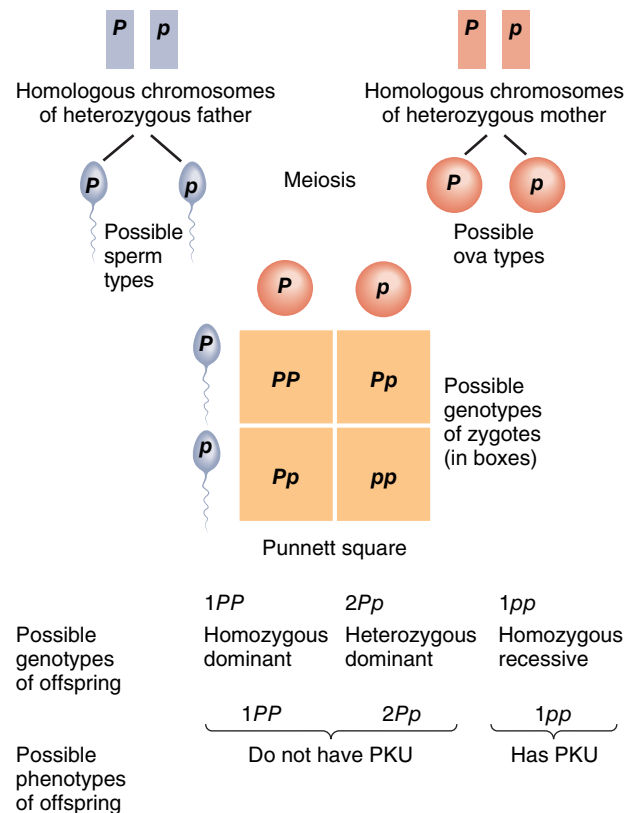 P p P p
Homologous chromosomes
of heterozygous father
Homologous chromosomes
of heterozygous mother
P p
Meiosis
P p
Possible
sperm
types
Possible
ova types
P p
P
PP Pp
p
Pp pp
Possible
genotypes
of zygotes
(in boxes)
Punnett square
Possible
genotypes
of offspring
1PP
Homozygous
dominant
2Pp
Heterozygous
dominant
1pp
Homozygous
recessive
Possible
phenotypes
of offspring
1PP 2Pp
Do not have PKU
1pp
Has PKU